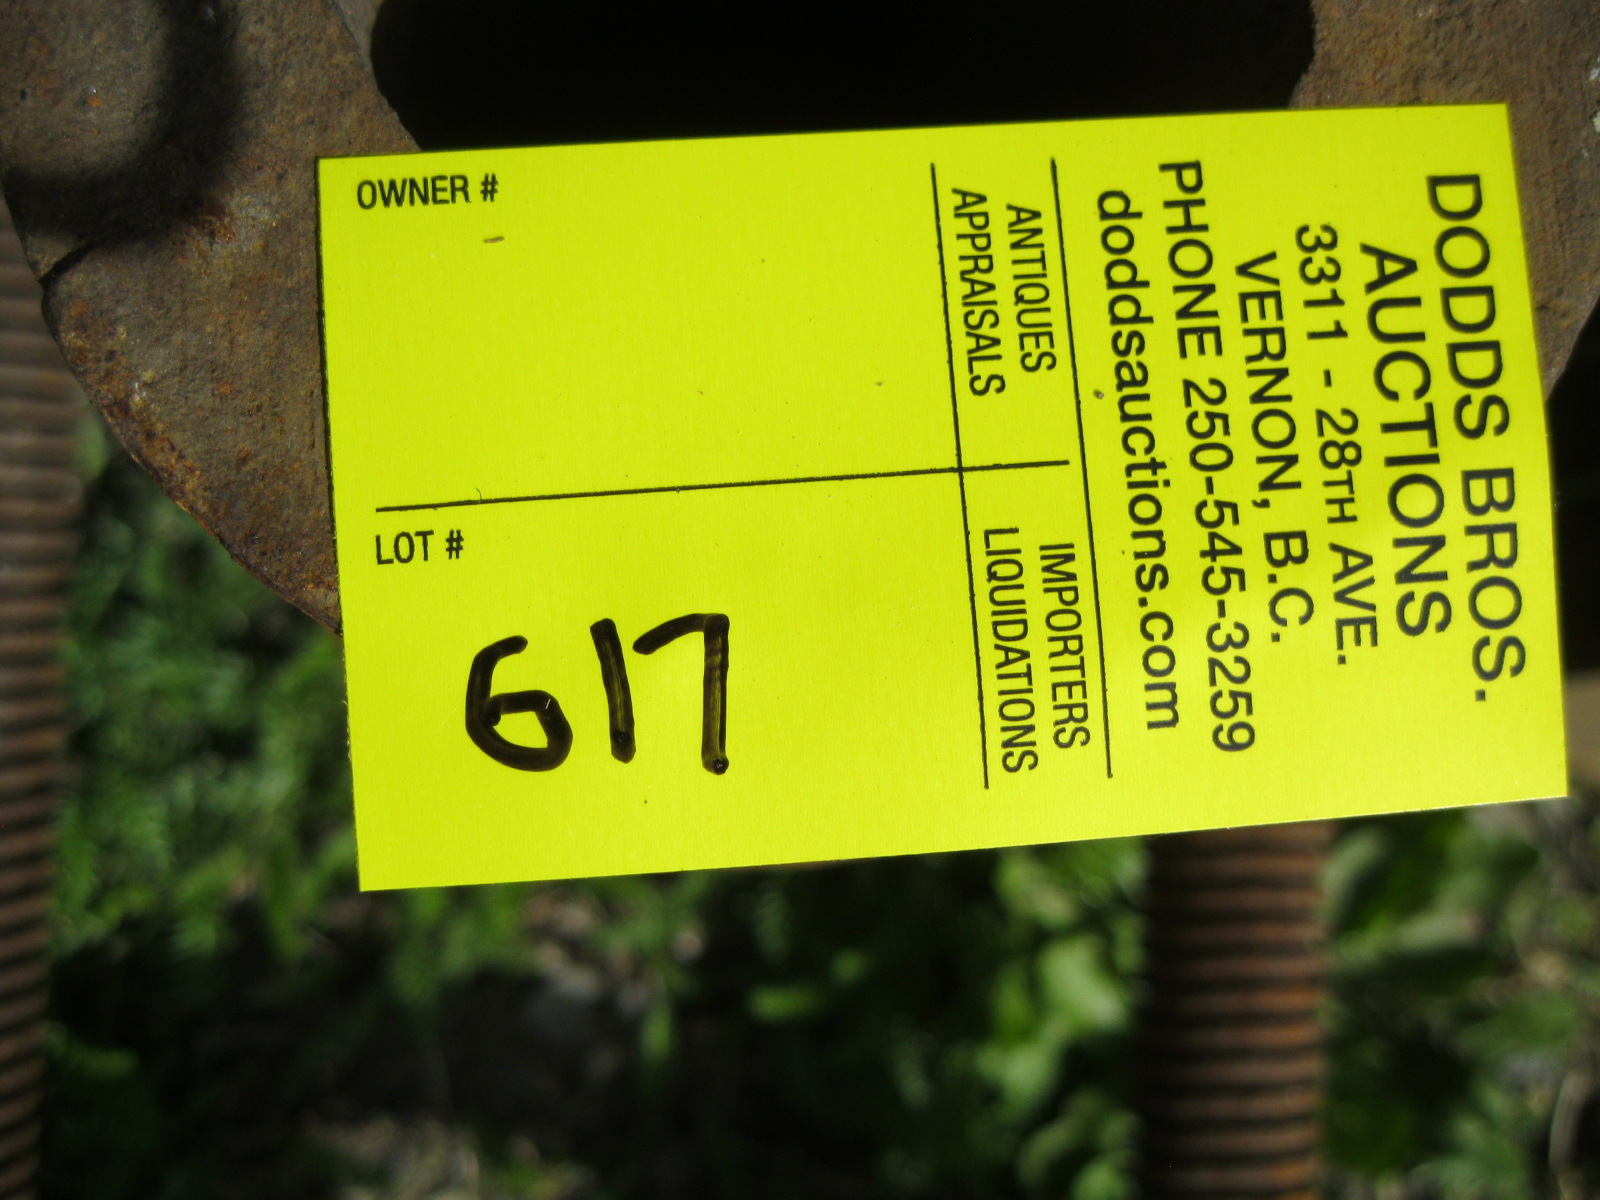 DODDS BROS.
AUCTIONS
3311 - 28TH AVE.
VERNON, B.C.
PHONE 250-545-3259
doddsauctions.com
ANTIQUES IMPORTERS
APPRAISALS LIQUIDATIONS
OWNER #
LOT #
617